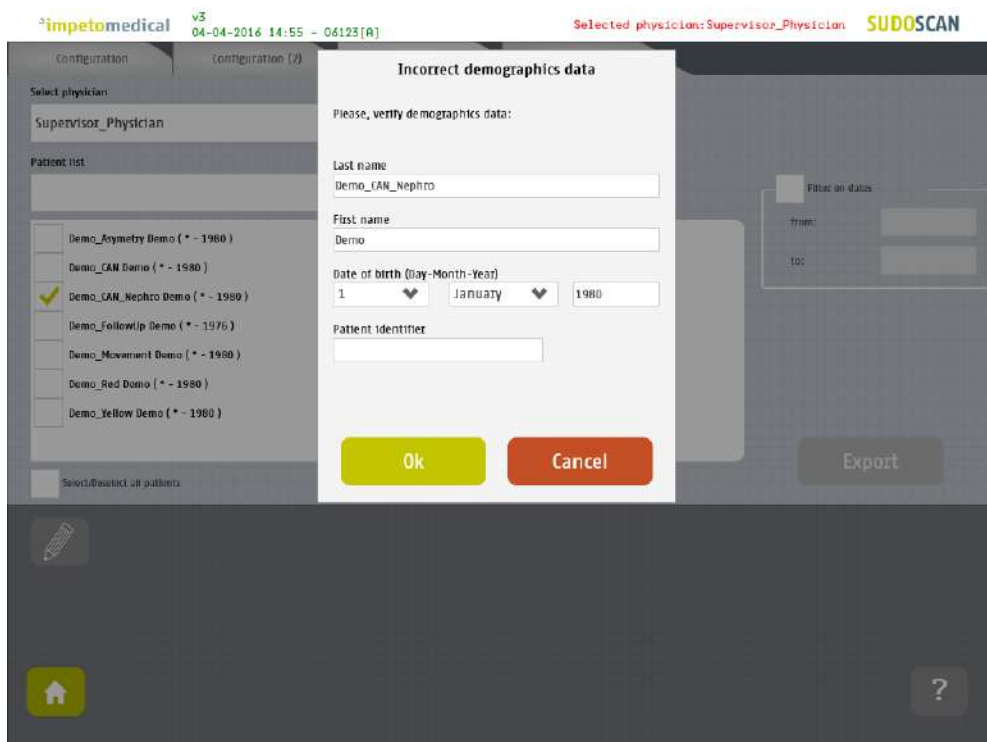 impetomedical
v3
04-04-2016 14:55 - 06123[A]
Selected physician:Supervisor_Physician
SUDOSCAN
Configuration
Configuration (2)
Select physician
Supervisor_Physician
Patient list
Demo_Asymetry Demo ( * - 1980 )
Demo_CAN Demo ( * - 1980 )
Demo_CAN_Nephro Demo ( * - 1980 )
Demo_FollowUp Demo ( * - 1976 )
Demo_Movement Demo ( * - 1980 )
Demo_Red Demo ( * - 1980 )
Demo_Yellow Demo ( * - 1980 )
Select/Deselect all patients
Incorrect demographics data
Please, verify demographics data:
Last name
Demo_CAN_Nephro
First name
Demo
Date of birth (Day-Month-Year)
1 January 1980
Patient identifier
Ok
Cancel
Filter on dates
from:
to:
Export
?